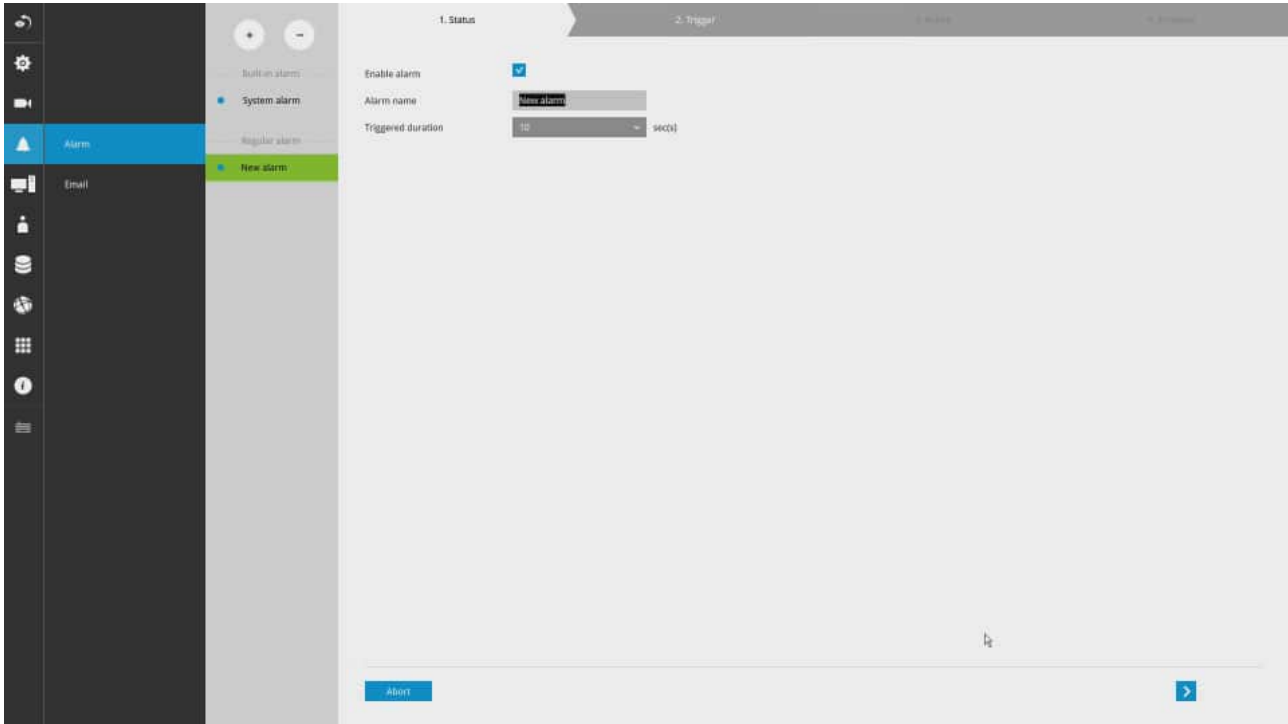 1. Status
2. Trigger
+
-
Built-in alarm
System alarm
Regular alarm
New alarm
Alarm
Email
Enable alarm
Alarm name
New alarm
Triggered duration
10
sec(s)
Abort